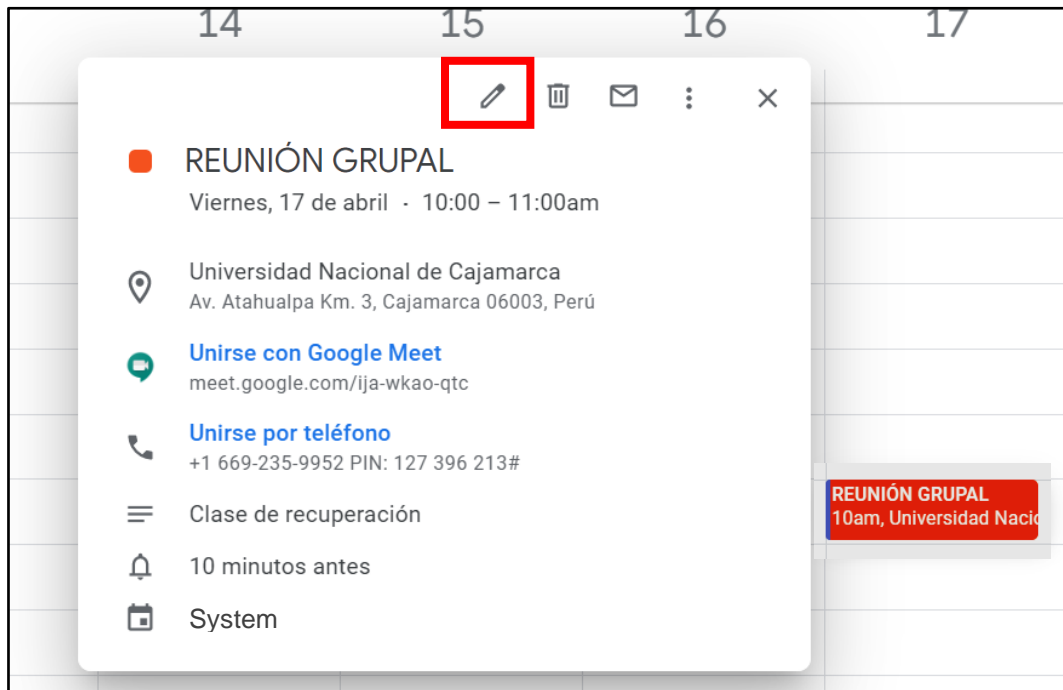 14 15 16 17
REUNIÓN GRUPAL
Viernes, 17 de abril · 10:00 – 11:00am
Universidad Nacional de Cajamarca
Av. Atahualpa Km. 3, Cajamarca 06003, Perú
Unirse con Google Meet
meet.google.com/ija-wkao-qtc
Unirse por teléfono
+1 669-235-9952 PIN: 127 396 213#
Clase de recuperación
10 minutos antes
System
REUNIÓN GRUPAL
10am, Universidad Nacio